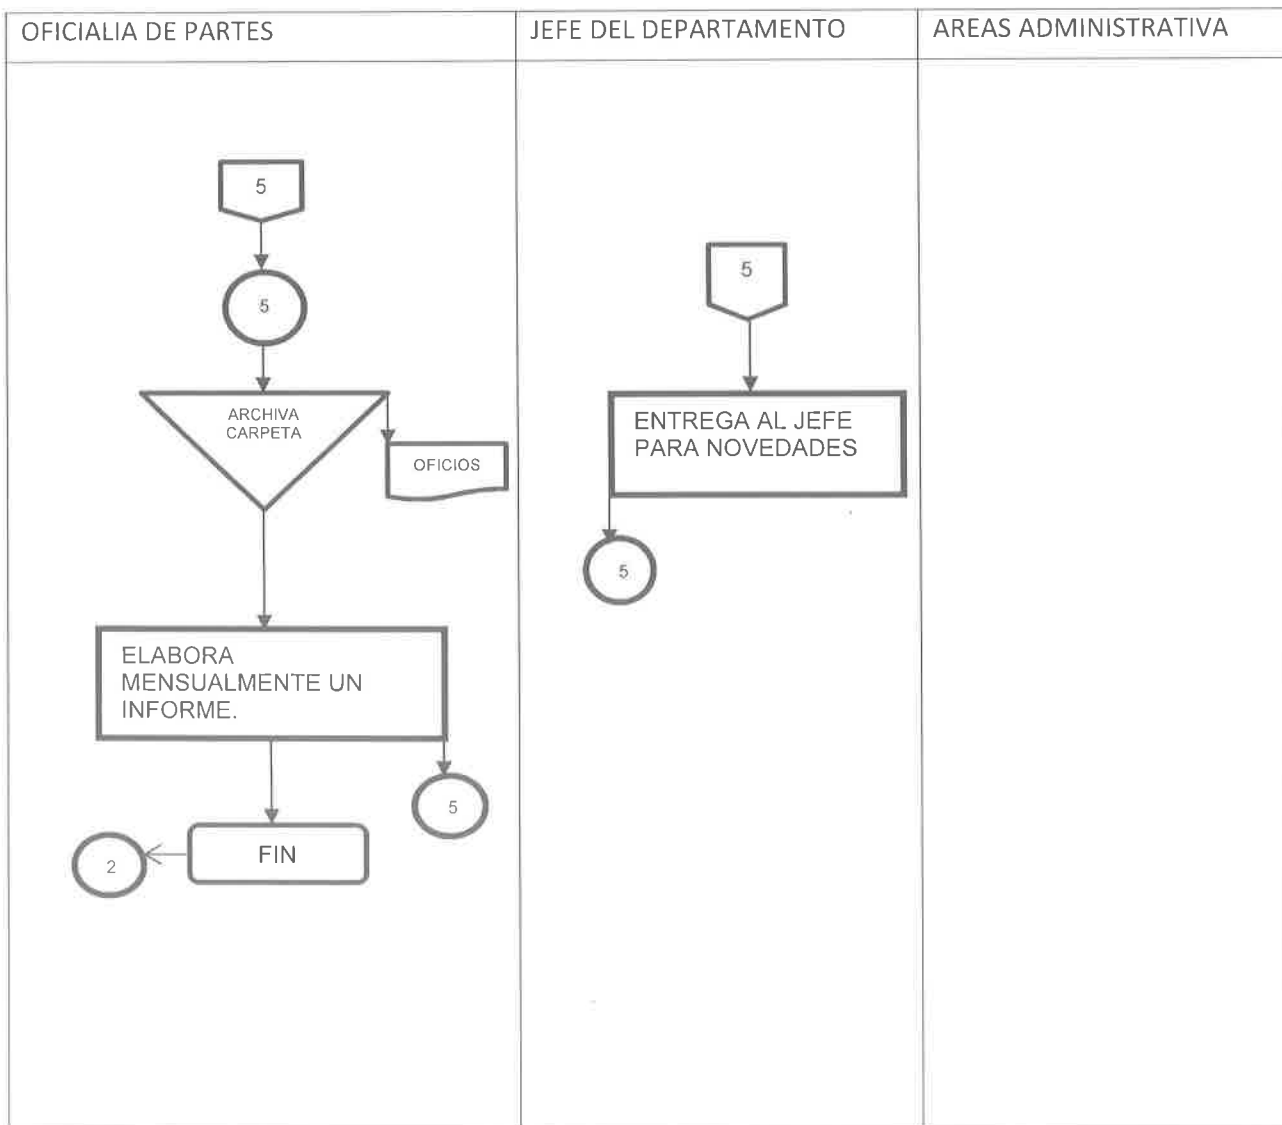 OFICIALIA DE PARTES
JEFE DEL DEPARTAMENTO
AREAS ADMINISTRATIVA
5
5
ARCHIVA
CARPETA
OFICIOS
ELABORA
MENSUALMENTE UN
INFORME.
5
FIN
2
5
ENTREGA AL JEFE
PARA NOVEDADES
5